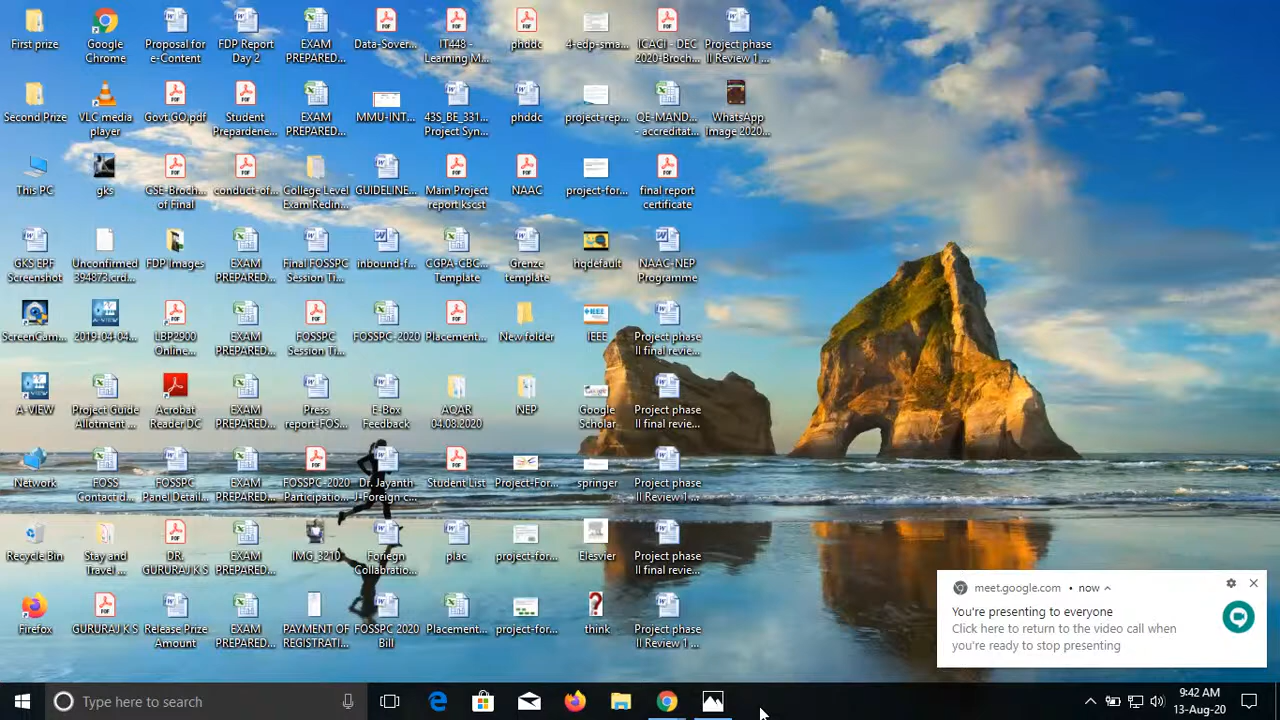 First prize
Google
Chrome
Proposal for
e-Content
FDP Report
Day 2
EXAM
PREPARED...
Data-Sover...
IT448 -
Learning M...
phddc
4-edp-sma...
ICACI - DEC
2020-Broch...
Project phase
II Review 1 ...
Second Prize
VLC media
player
Govt GO.pdf
Student
Prepardene...
EXAM
PREPARED...
MMU-INT...
43S_BE_331...
Project Syn...
phddc
project-rep...
QE-MAND...
- accreditat...
WhatsApp
Image 2020...
This PC
gks
CSE-Broch...
of Final
conduct-of...
College Level
Exam Redin...
GUIDELINE...
Main Project
report kscst
NAAC
project-for...
final report
certificate
GKS EPF
Screenshot
Unconfirmed
394873.crd...
FDP Images
EXAM
PREPARED...
Final FOSSPC
Session Ti...
inbound-f...
CGPA-CBC...
Template
Grenze
template
hqdefault
NAAC-NEP
Programme
ScreenCam...
2019-04-04...
LBP2900
Online...
EXAM
PREPARED...
FOSSPC
Session Ti...
FOSSPC-2020
Placement...
New folder
IEEE
Project phase
II final revie...
A-VIEW
Project Guide
Allotment ...
Acrobat
Reader DC
EXAM
PREPARED...
Press
report-FOS...
E-Box
Feedback
AQAR
04.08.2020
NEP
Google
Scholar
Project phase
II final revie...
Network
FOSS
Contact d...
FOSSPC
Panel Detail...
EXAM
PREPARED...
FOSSPC-2020
Participatio...
Dr. Jayanth
J-Foreign c...
Student List
Project-For...
springer
Project phase
II Review 1 ...
Recycle Bin
Stay and
Travel ...
DR.
GURURAJ K S
EXAM
PREPARED...
IMG_3210
Foriegn
Collabratio...
plac
project-for...
Elesvier
Project phase
II final revie...
Firefox
GURURAJ K S
Release Prize
Amount
EXAM
PREPARED...
PAYMENT OF
REGISTRATI...
FOSSPC 2020
Bill
Placement...
project-for...
think
Project phase
II Review 1 ...
meet.google.com • now
You're presenting to everyone
Click here to return to the video call when
you're ready to stop presenting
Type here to search
9:42 AM
13-Aug-20